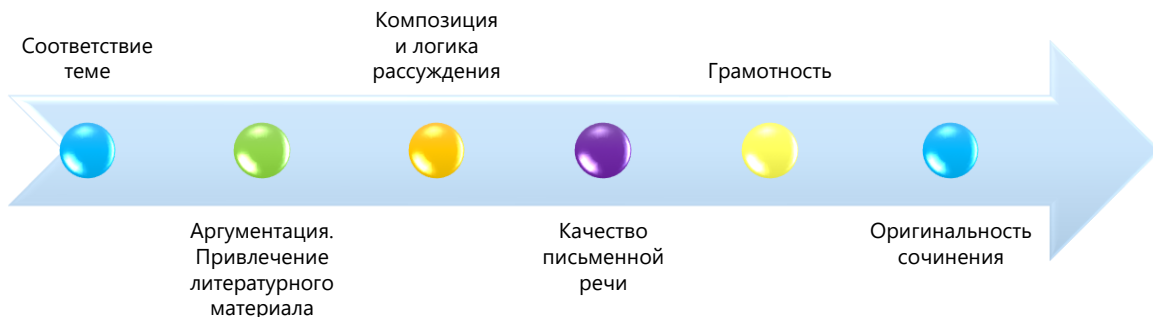 Соответствие
теме
Аргументация.
Привлечение
литературного
материала
Композиция
и логика
рассуждения
Качество
письменной
речи
Грамотность
Оригинальность
сочинения